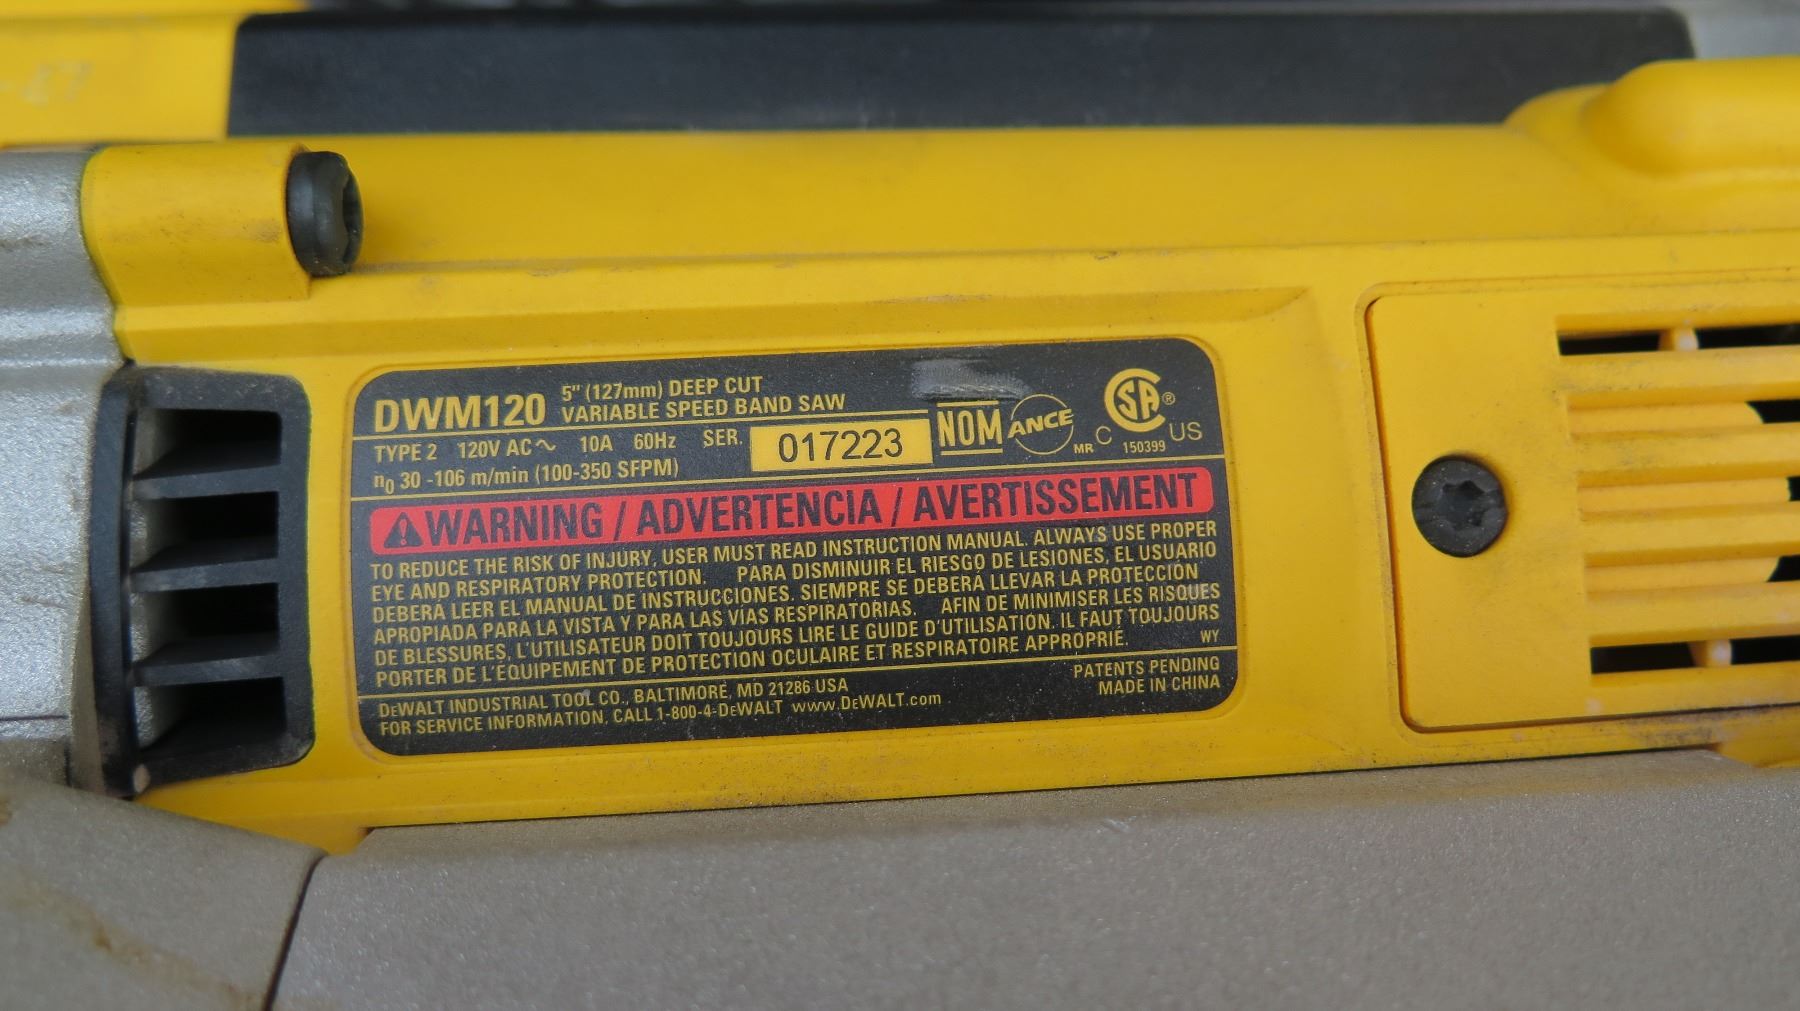 5" (127mm) DEEP CUT
DWM120 VARIABLE SPEED BAND SAW
TYPE 2 120V AC~ 10A 60Hz SER. 017223
n0 30 -106 m/min (100-350 SFPM)
NOM ANCE MR
CSA ® C US 150399
WARNING / ADVERTENCIA / AVERTISSEMENT
TO REDUCE THE RISK OF INJURY, USER MUST READ INSTRUCTION MANUAL. ALWAYS USE PROPER
EYE AND RESPIRATORY PROTECTION. PARA DISMINUIR EL RIESGO DE LESIONES, EL USUARIO
DEBERÁ LEER EL MANUAL DE INSTRUCCIONES. SIEMPRE SE DEBERÁ LLEVAR LA PROTECCIÓN
APROPIADA PARA LA VISTA Y PARA LAS VÍAS RESPIRATORIAS. AFIN DE MINIMISER LES RISQUES
DE BLESSURES, L'UTILISATEUR DOIT TOUJOURS LIRE LE GUIDE D'UTILISATION. IL FAUT TOUJOURS
PORTER DE L'ÉQUIPEMENT DE PROTECTION OCULAIRE ET RESPIRATOIRE APPROPRIÉ. WY
DEWALT INDUSTRIAL TOOL CO., BALTIMORE, MD 21286 USA PATENTS PENDING
FOR SERVICE INFORMATION, CALL 1-800-4-DEWALT www.DEWALT.com MADE IN CHINA